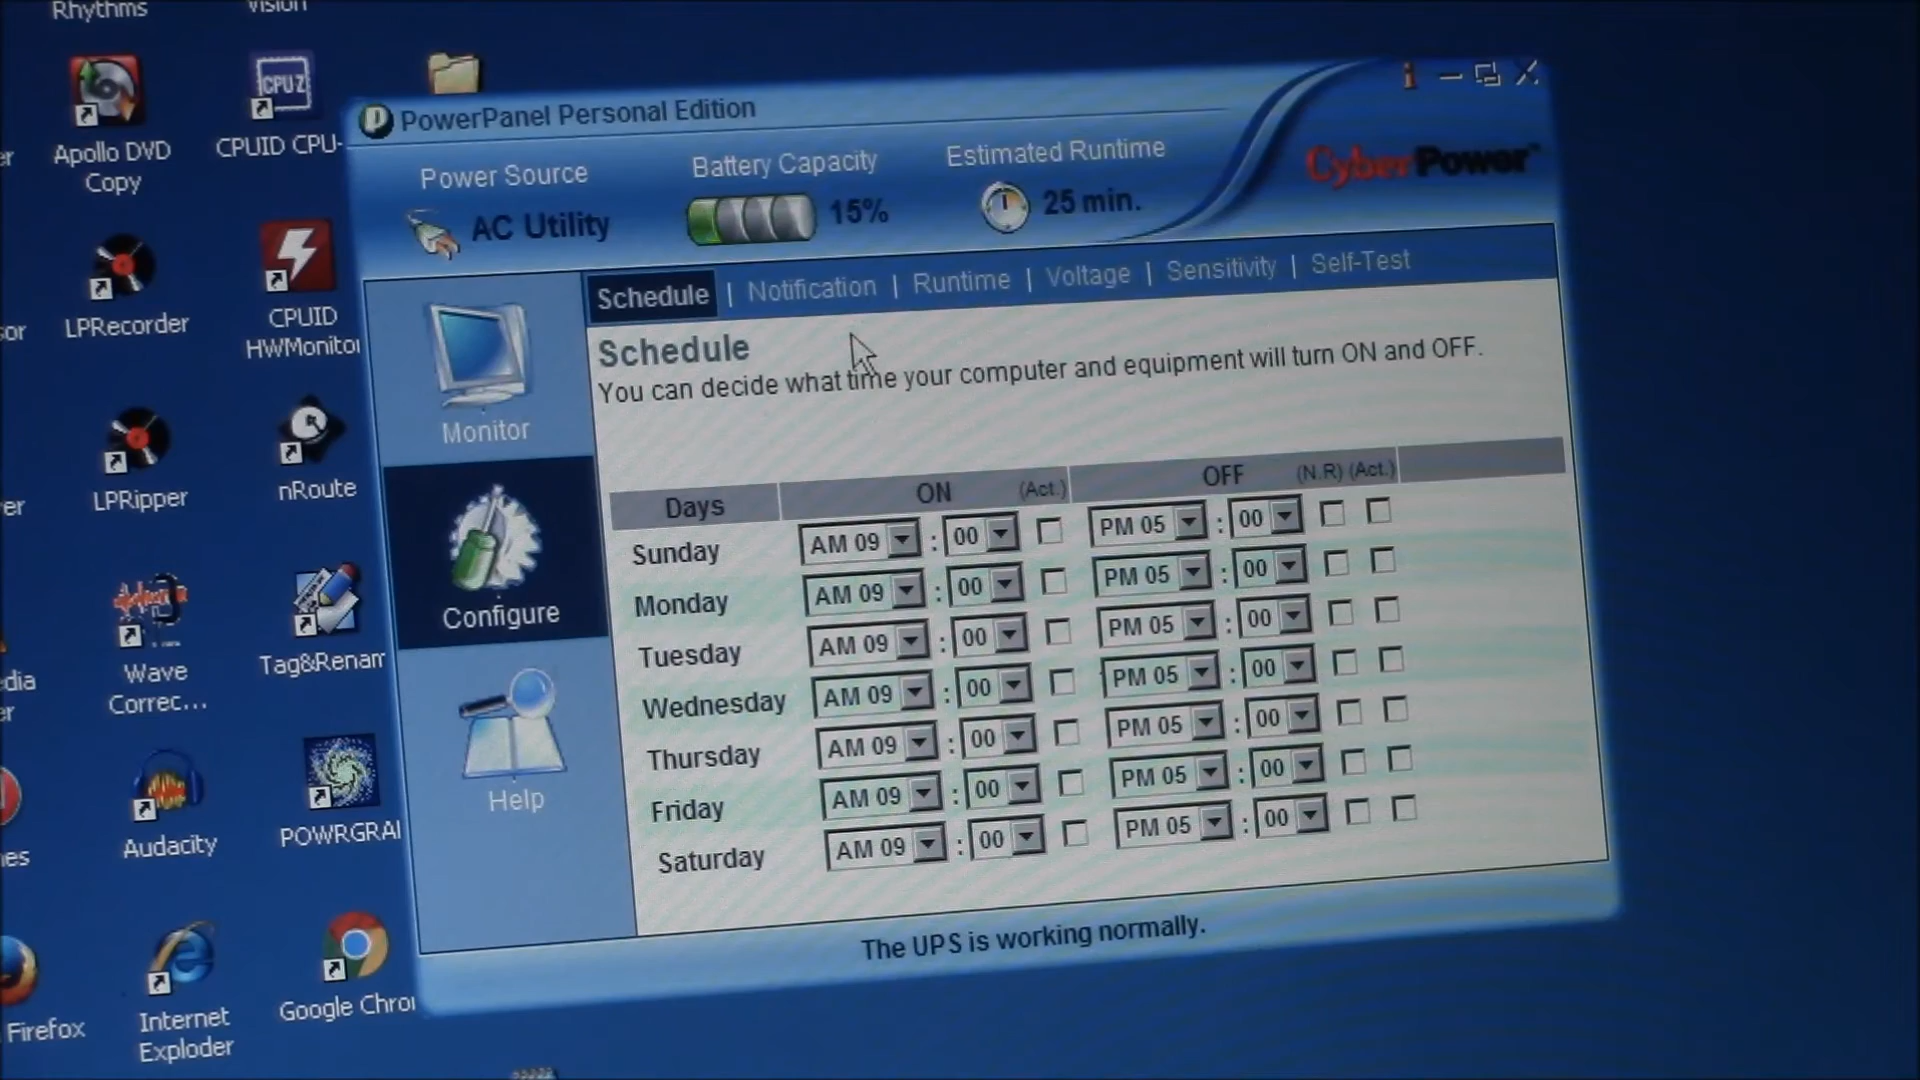 Rhythms
Vision
Apollo DVD
Copy
CPU-Z
CPUID CPU-
LPRecorder
CPUID
HWMonitor
LPRipper
nRoute
Wave
Correc...
Tag&Renam
Audacity
POWRGRA
Firefox
Internet
Exploder
Google Chro
PowerPanel Personal Edition
i
CyberPower
Power Source
AC Utility
Battery Capacity
15%
Estimated Runtime
25 min.
Schedule | Notification | Runtime | Voltage | Sensitivity | Self-Test
Monitor
Configure
Help
Schedule
You can decide what time your computer and equipment will turn ON and OFF.
Days ON (Act.) OFF (N.R) (Act.)
Sunday AM 09 : 00 PM 05 : 00
Monday AM 09 : 00 PM 05 : 00
Tuesday AM 09 : 00 PM 05 : 00
Wednesday AM 09 : 00 PM 05 : 00
Thursday AM 09 : 00 PM 05 : 00
Friday AM 09 : 00 PM 05 : 00
Saturday AM 09 : 00 PM 05 : 00
The UPS is working normally.